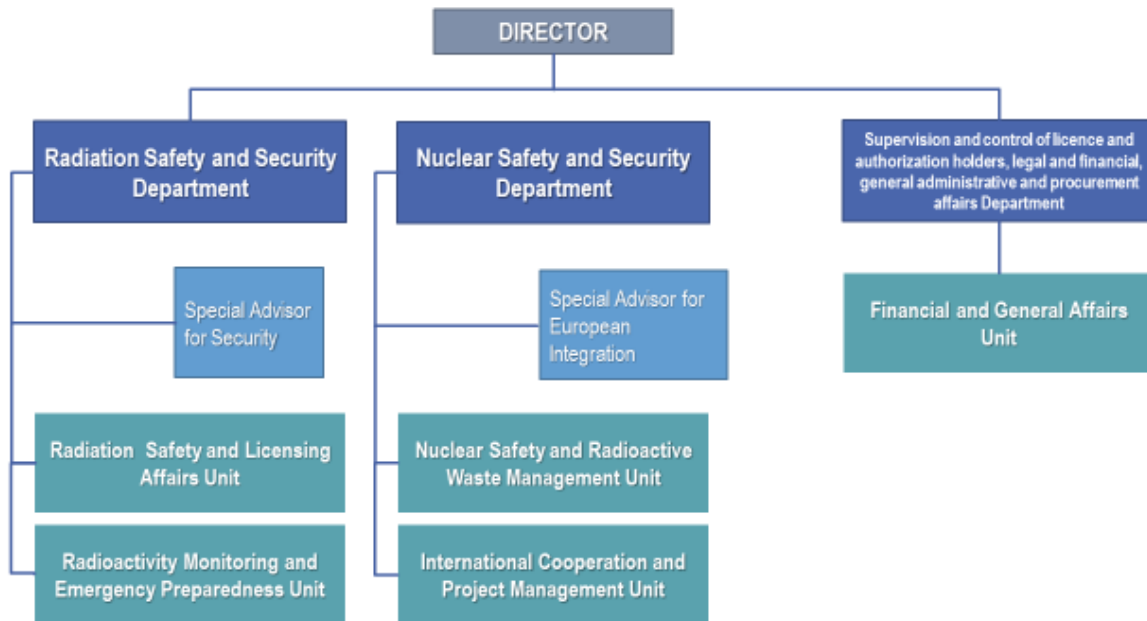 DIRECTOR
Radiation Safety and Security
Department
Nuclear Safety and Security
Department
Supervision and control of licence and
authorization holders, legal and financial,
general administrative and procurement
affairs Department
Special Advisor
for Security
Special Advisor for
European
Integration
Financial and General Affairs
Unit
Radiation Safety and Licensing
Affairs Unit
Nuclear Safety and Radioactive
Waste Management Unit
Radioactivity Monitoring and
Emergency Preparedness Unit
International Cooperation and
Project Management Unit